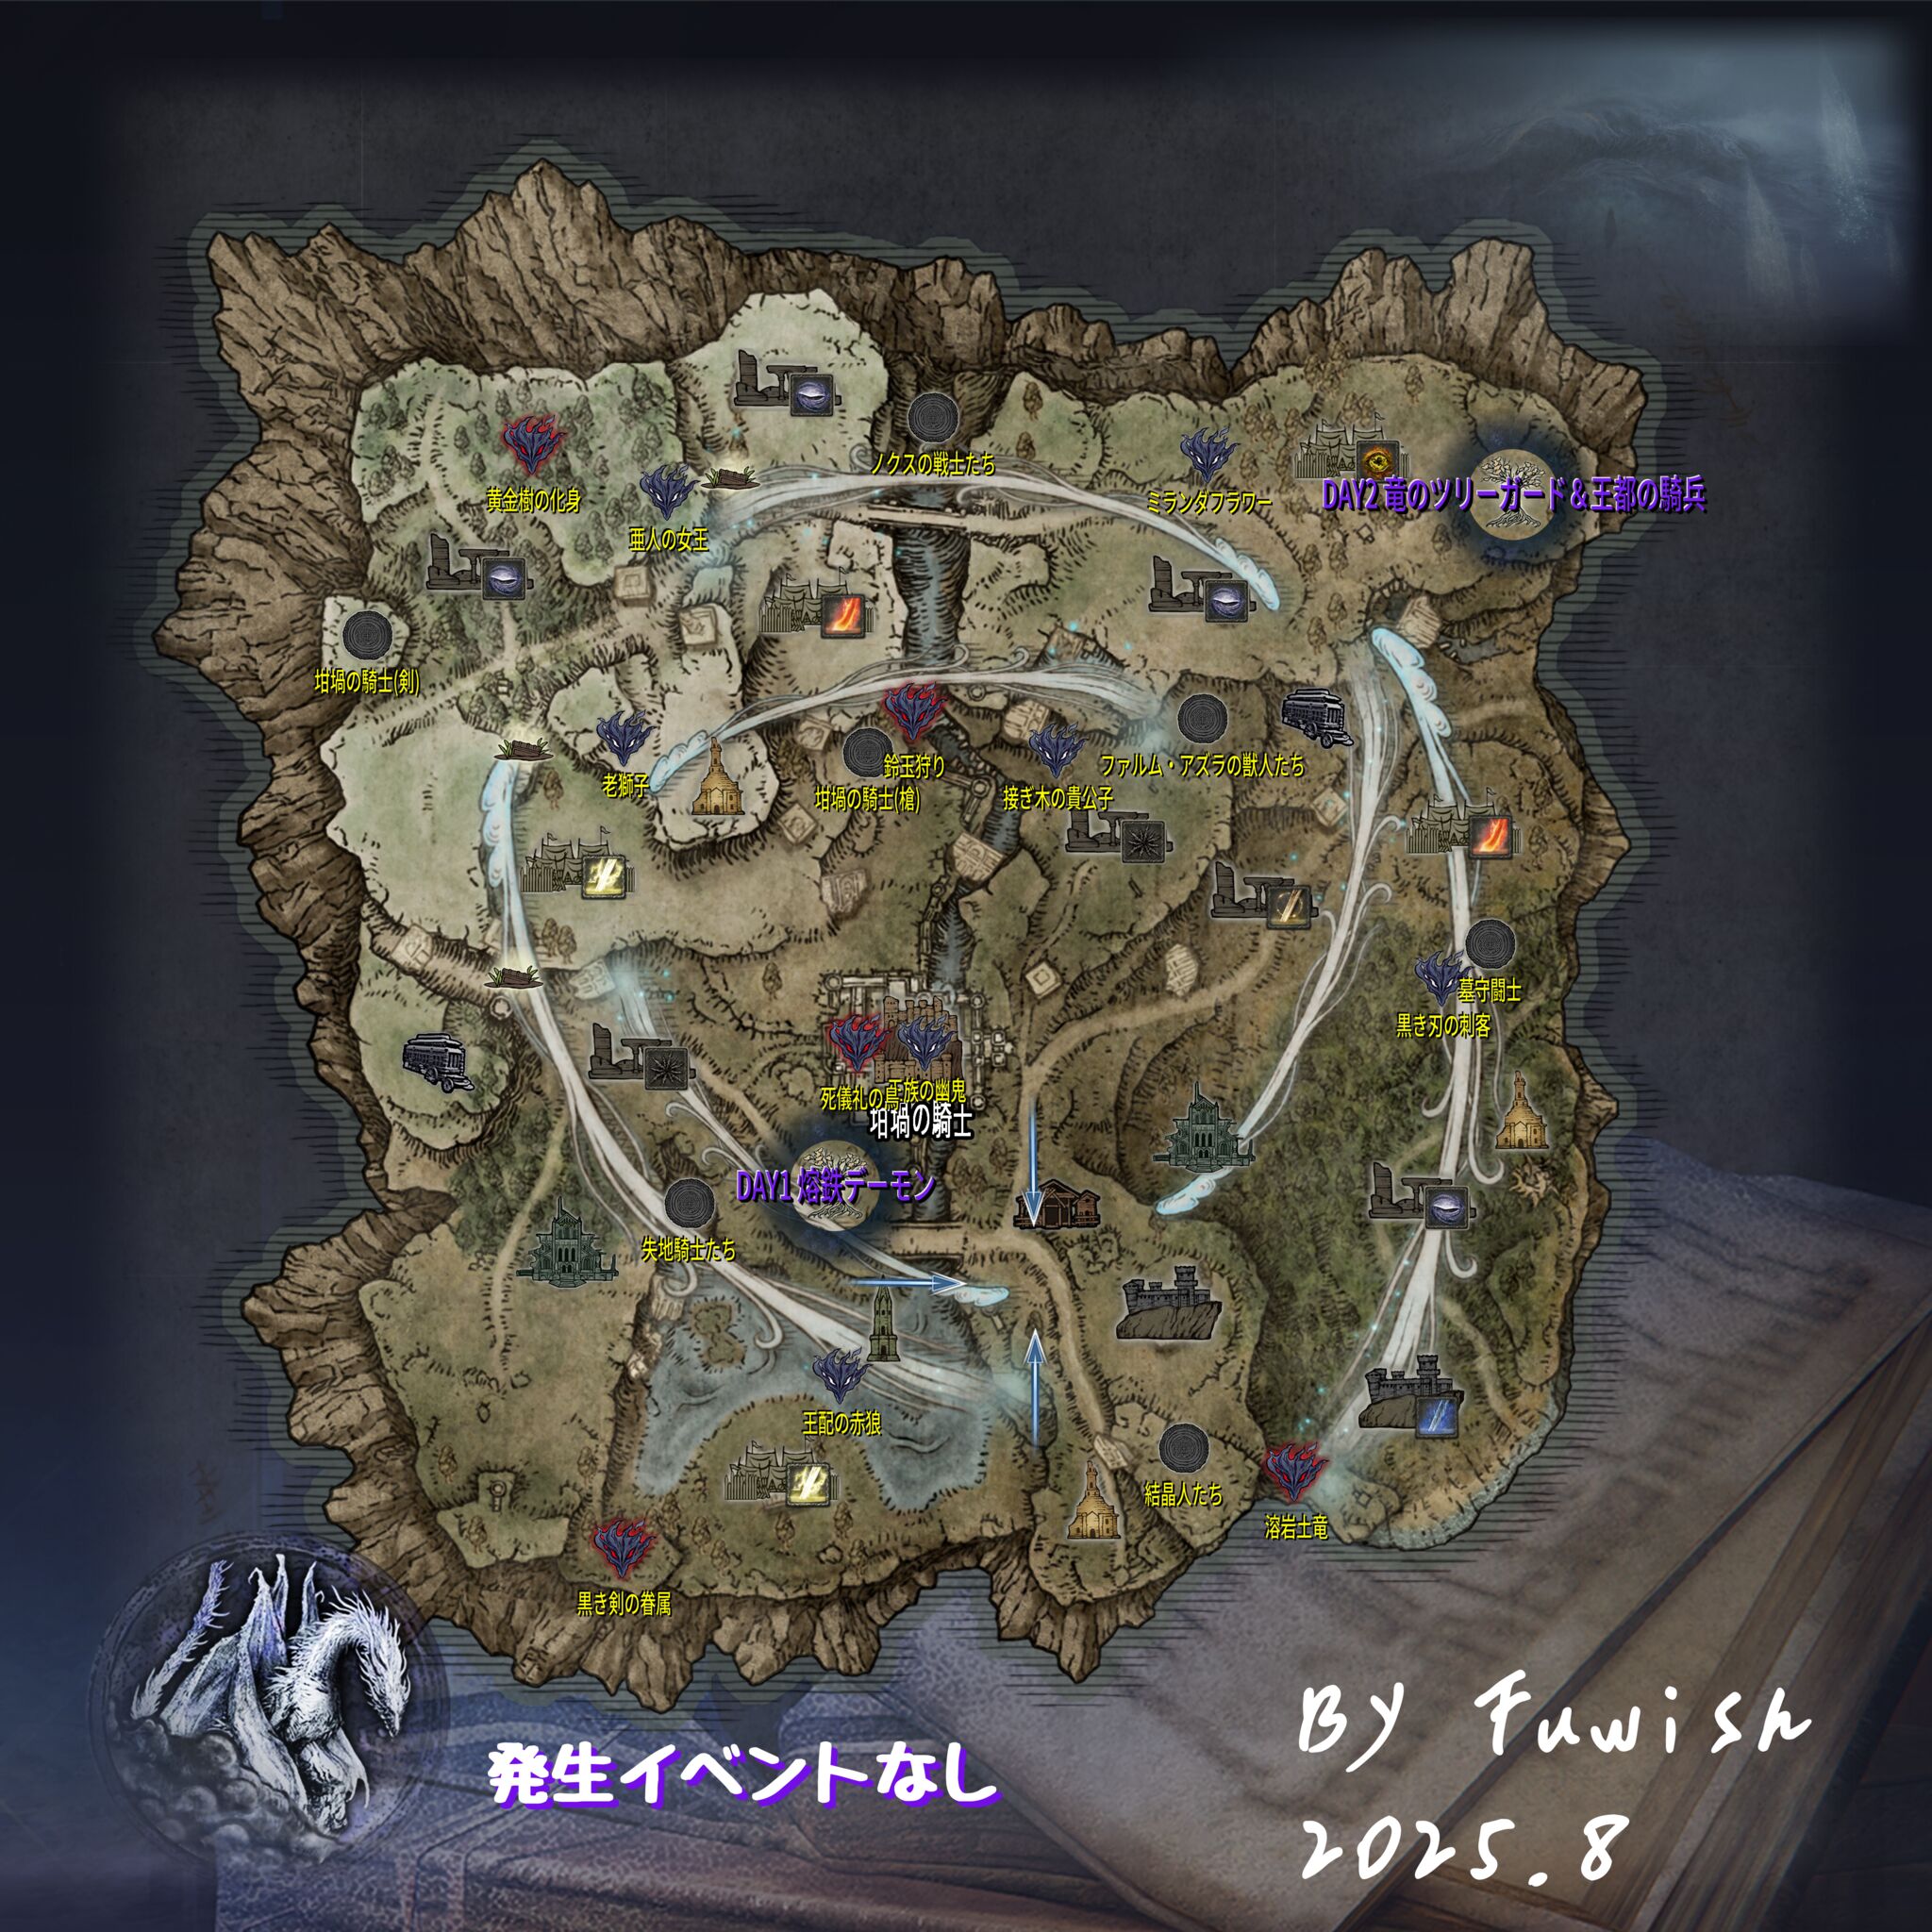 ノクスの戦士たち
黄金樹の化身
亜人の女王
ミランダフラワー
DAY2 竜のツリーガード&王都の騎兵
坩堝の騎士(剣)
老獅子
鈴玉狩り
坩堝の騎士(槍)
接ぎ木の貴公子
ファルム・アズラの獣人たち
墓守闘士
黒き刃の刺客
死儀礼の鳥
王族の幽鬼
坩堝の騎士
DAY1 熔鉄デーモン
失地騎士たち
王配の赤狼
結晶人たち
溶岩土竜
黒き剣の眷属
発生イベントなし
BY Fuwish
2025.8